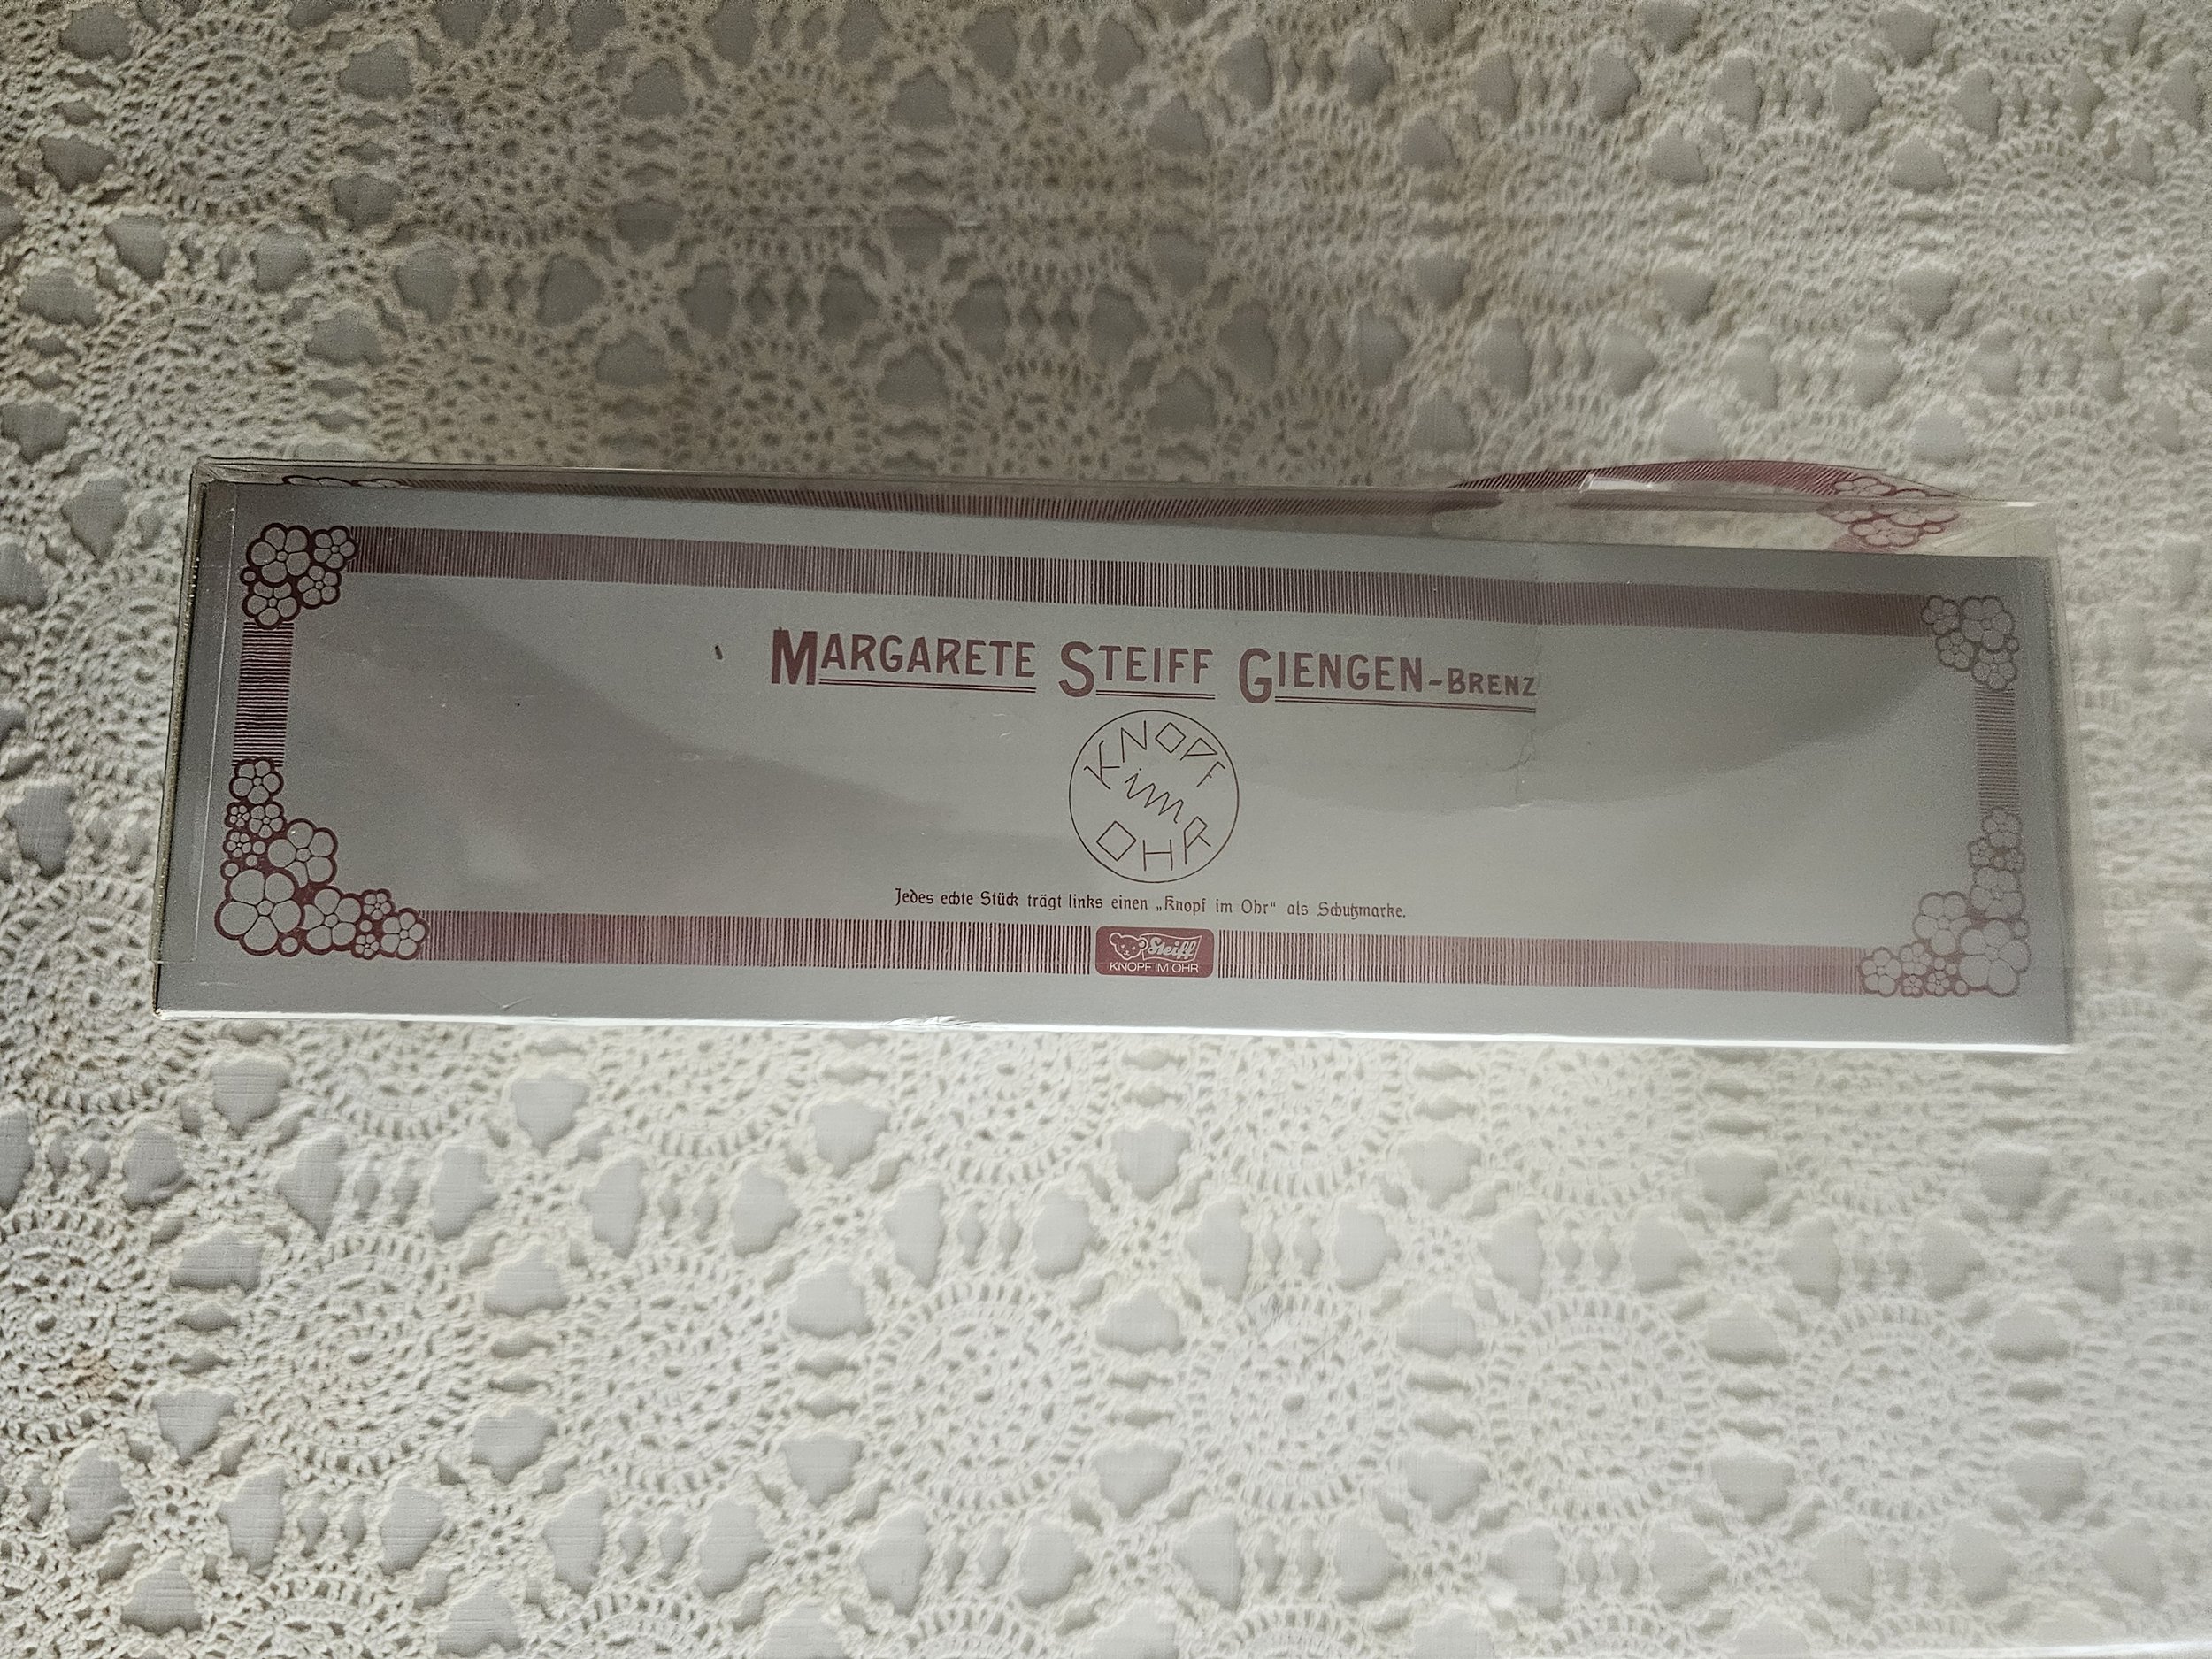 MARGARETE STEIFF GIENGEN-BRENZ
KNOPF
im
OHR
Jedes echte Stück trägt links einen „Knopf im Ohr“ als Schutzmarke.
Steiff
KNOPF IM OHR